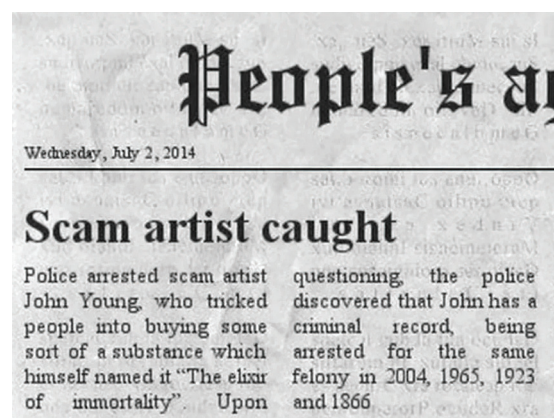 People's a
Wednesday, July 2, 2014
Scam artist caught
Police arrested scam artist
John Young, who tricked
people into buying some
sort of a substance which
himself named it “The elixir
of immortality” Upon
questioning, the police
discovered that John has a
criminal record, being
arrested for the same
felony in 2004, 1965, 1923
and 1866